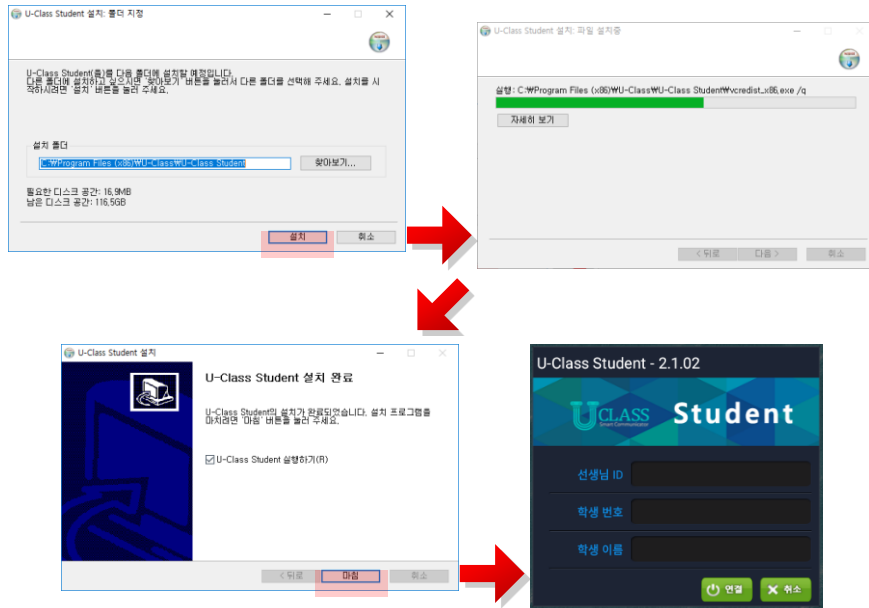 U-Class Student 설치: 폴더 지정
U-Class Student(을)를 다음 폴더에 설치할 예정입니다.
다른 폴더에 설치하고 싶으시면 '찾아보기' 버튼을 눌러서 다른 폴더를 선택해 주세요. 설치를 시
작하시려면 '설치' 버튼을 눌러 주세요.
설치 폴더
C:₩Program Files (x86)₩U-Class₩U-Class Student
찾아보기...
필요한 디스크 공간: 16.9MB
남은 디스크 공간: 116.5GB
설치
취소
U-Class Student 설치: 파일 설치중
실행: C:₩Program Files (x86)₩U-Class₩U-Class Student₩vcredist_x86.exe /q
자세히 보기
< 뒤로
다음 >
취소
U-Class Student 설치
U-Class Student 설치 완료
U-Class Student의 설치가 완료되었습니다. 설치 프로그램을
마치려면 '마침' 버튼을 눌러 주세요.
U-Class Student 실행하기(R)
< 뒤로
마침
취소
U-Class Student - 2.1.02
UCLASS
Smart Communicator
Student
선생님 ID
학생 번호
학생 이름
연결
취소